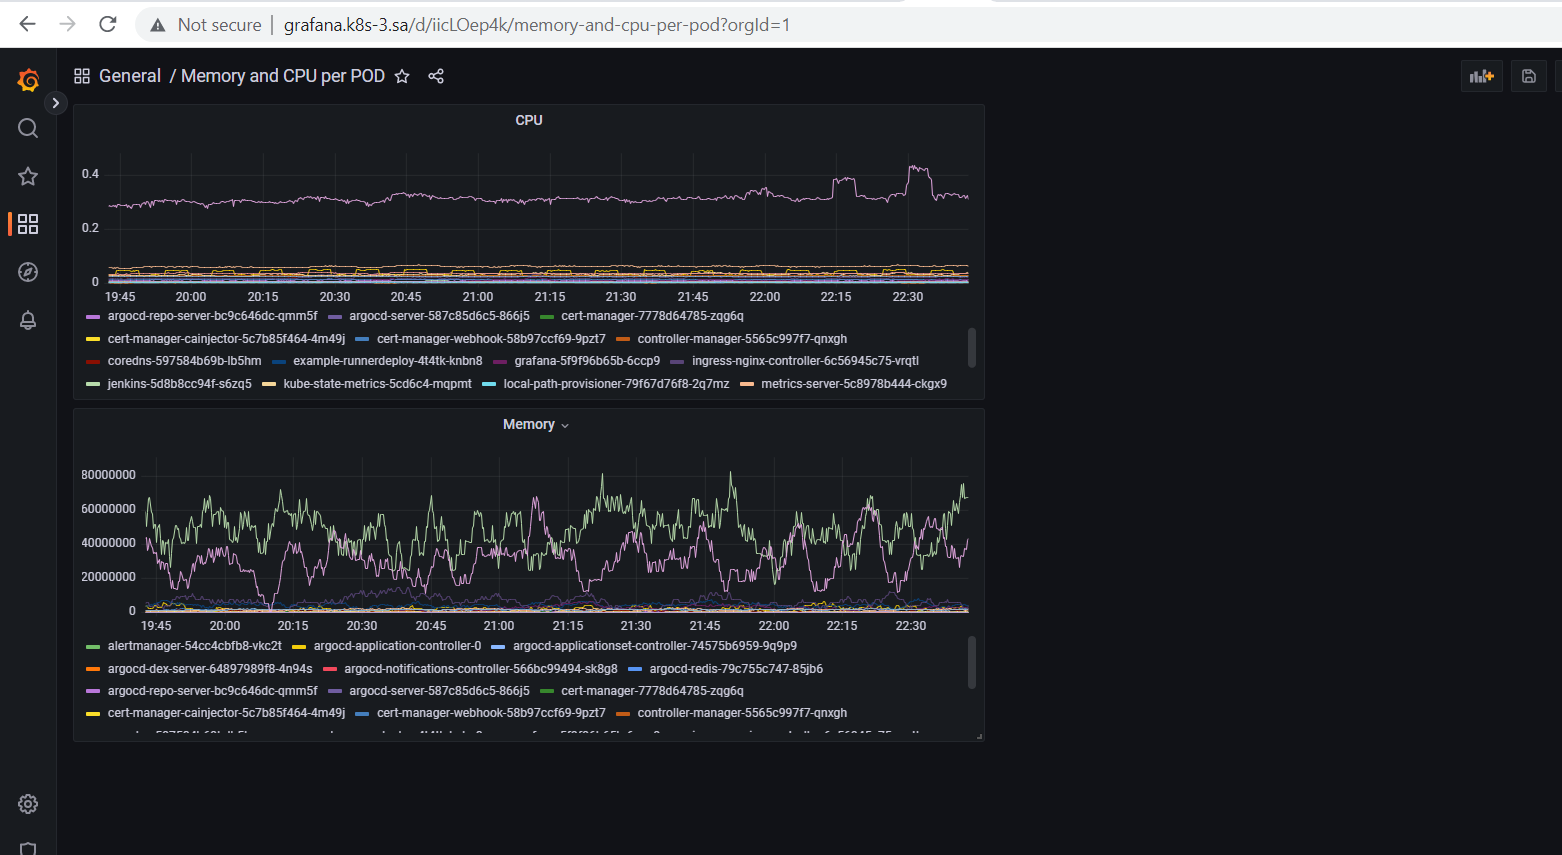 Not secure | grafana.k8s-3.sa/d/iicLOep4k/memory-and-cpu-per-pod?orgId=1
General / Memory and CPU per POD
CPU
0.4
0.2
0
19:45 20:00 20:15 20:30 20:45 21:00 21:15 21:30 21:45 22:00 22:15 22:30
argocd-repo-server-bc9c646dc-qmm5f argocd-server-587c85d6c5-866j5 cert-manager-7778d64785-zqg6q
cert-manager-cainjector-5c7b85f464-4m49j cert-manager-webhook-58b97ccf69-9pzt7 controller-manager-5565c997f7-qnxgh
coredns-597584b69b-lb5hm example-runnerdeploy-4t4tk-knbn8 grafana-5f9f96b65b-6ccp9 ingress-nginx-controller-6c56945c75-vrqtl
jenkins-5d8b8cc94f-s6zq5 kube-state-metrics-5cd6c4-mqpmt local-path-provisioner-79f67d76f8-2q7mz metrics-server-5c8978b444-ckgx9
Memory
80000000
60000000
40000000
20000000
0
19:45 20:00 20:15 20:30 20:45 21:00 21:15 21:30 21:45 22:00 22:15 22:30
alertmanager-54cc4cbfb8-vkc2t argocd-application-controller-0 argocd-applicationset-controller-74575b6959-9q9p9
argocd-dex-server-64897989f8-4n94s argocd-notifications-controller-566bc99494-sk8g8 argocd-redis-79c755c747-85jb6
argocd-repo-server-bc9c646dc-qmm5f argocd-server-587c85d6c5-866j5 cert-manager-7778d64785-zqg6q
cert-manager-cainjector-5c7b85f464-4m49j cert-manager-webhook-58b97ccf69-9pzt7 controller-manager-5565c997f7-qnxgh